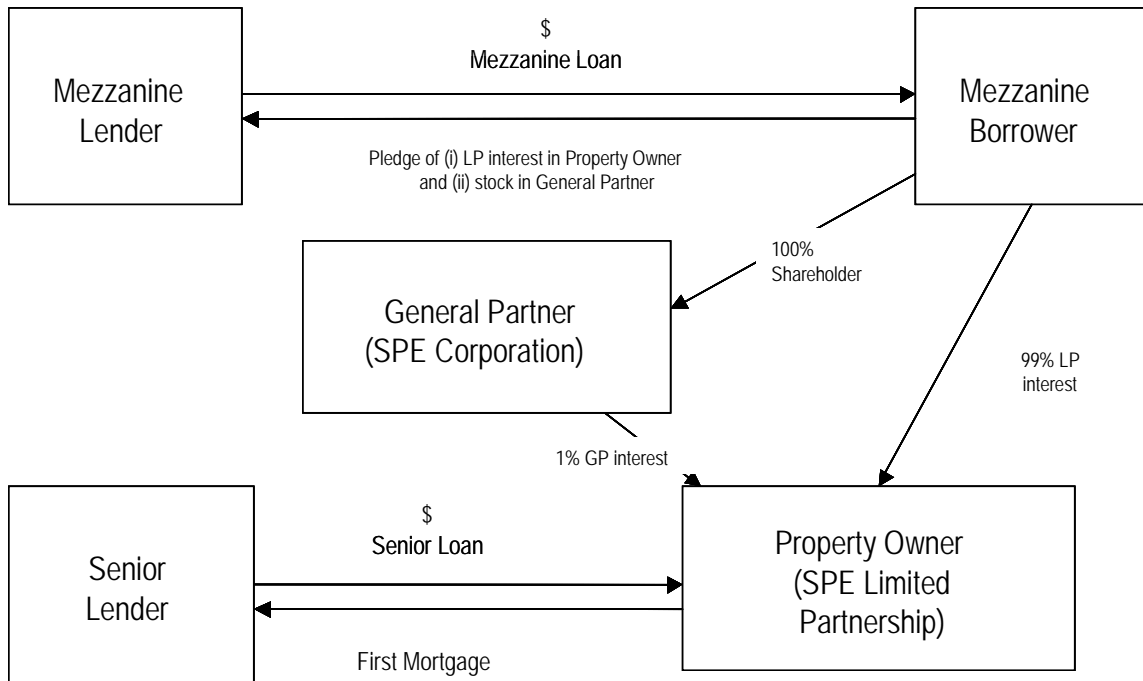 $
Mezzanine Loan
Mezzanine
Lender
Mezzanine
Borrower
Pledge of (i) LP interest in Property Owner
and (ii) stock in General Partner
100%
Shareholder
General Partner
(SPE Corporation)
99% LP
interest
1% GP interest
$
Senior Loan
Senior
Lender
Property Owner
(SPE Limited
Partnership)
First Mortgage